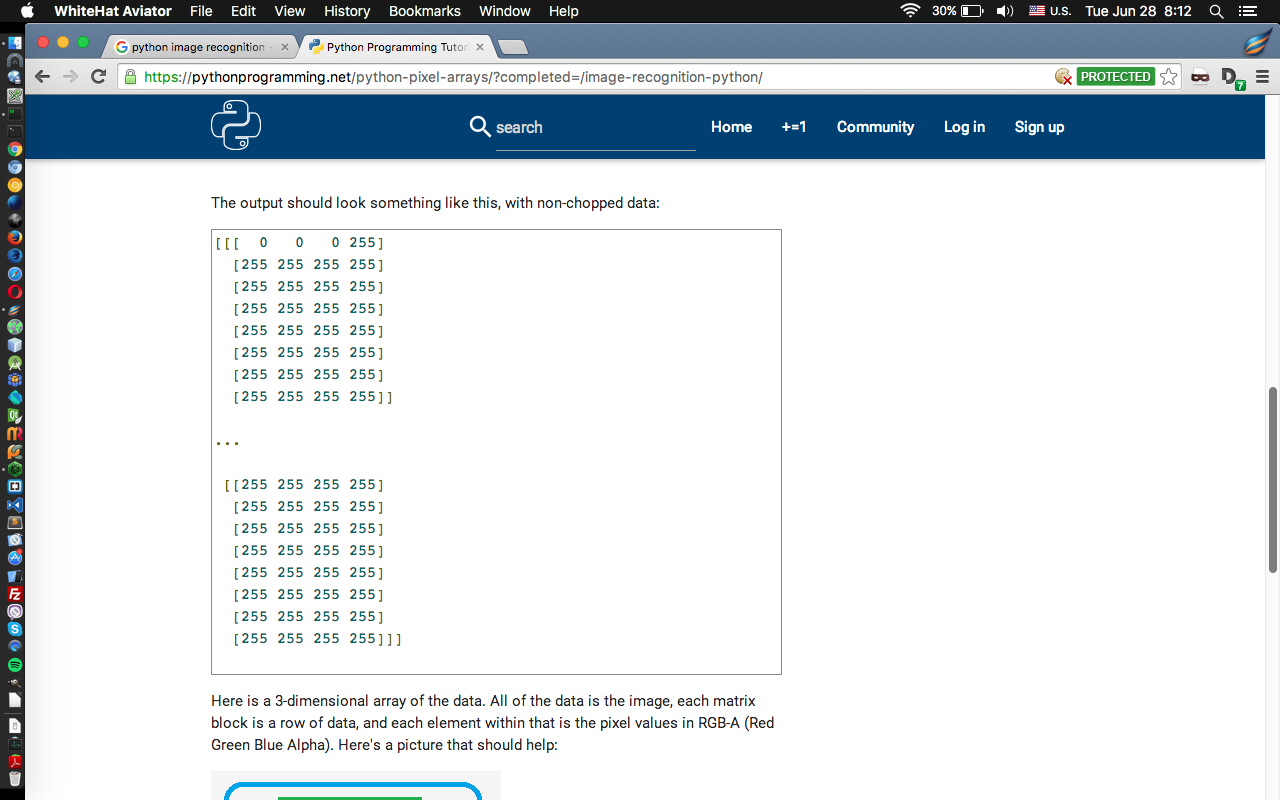 WhiteHat Aviator File Edit View History Bookmarks Window Help 30% U.S. Tue Jun 28 8:12
python image recognition - Python Programming Tutor
https://pythonprogramming.net/python-pixel-arrays/?completed=/image-recognition-python/ PROTECTED 7
search Home +=1 Community Log in Sign up
The output should look something like this, with non-chopped data:
[[[  0   0   0 255]
  [255 255 255 255]
  [255 255 255 255]
  [255 255 255 255]
  [255 255 255 255]
  [255 255 255 255]
  [255 255 255 255]
  [255 255 255 255]]
...
 [[255 255 255 255]
  [255 255 255 255]
  [255 255 255 255]
  [255 255 255 255]
  [255 255 255 255]
  [255 255 255 255]
  [255 255 255 255]
  [255 255 255 255]]]
Here is a 3-dimensional array of the data. All of the data is the image, each matrix
block is a row of data, and each element within that is the pixel values in RGB-A (Red
Green Blue Alpha). Here's a picture that should help: